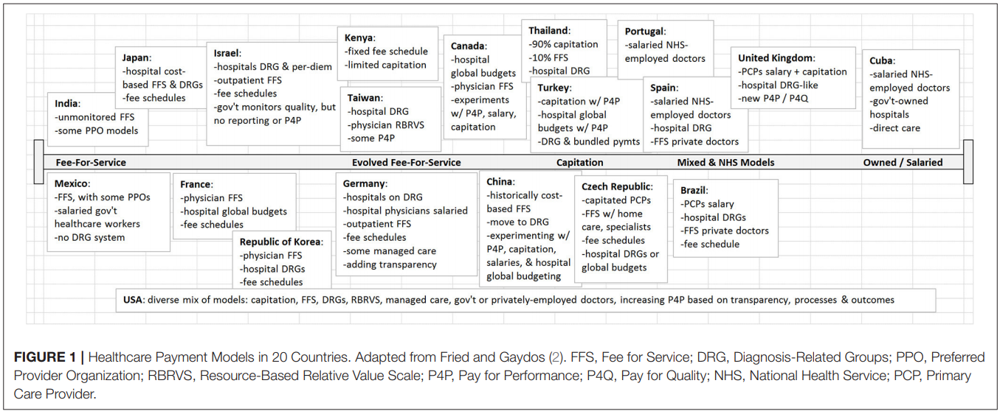 India:
-unmonitored FFS
-some PPO models
Japan:
-hospital cost-
based FFS & DRGs
-fee schedules
Israel:
-hospitals DRG & per-diem
-outpatient FFS
-fee schedules
-gov't monitors quality, but
no reporting or P4P
Kenya:
-fixed fee schedule
-limited capitation
Taiwan:
-hospital DRG
-physician RBRVS
-some P4P
Canada:
-hospital
global budgets
-physician FFS
-experiments
w/ P4P, salary,
capitation
Thailand:
-90% capitation
-10% FFS
-hospital DRG
Turkey:
-capitation w/ P4P
-hospital global
budgets w/ P4P
-DRG & bundled pymts
Portugal:
-salaried NHS-
employed doctors
Spain:
-salaried NHS-
employed doctors
-hospital DRG
-FFS private doctors
United Kingdom:
-PCPs salary + capitation
-hospital DRG-like
-new P4P / P4Q
Cuba:
-salaried NHS-
employed doctors
-gov't-owned
hospitals
-direct care
Fee-For-Service
Evolved Fee-For-Service
Capitation
Mixed & NHS Models
Owned / Salaried
Mexico:
-FFS, with some PPOs
-salaried gov't
healthcare workers
-no DRG system
France:
-physician FFS
-hospital global budgets
-fee schedules
Republic of Korea:
-physician FFS
-hospital DRGs
-fee schedules
Germany:
-hospitals on DRG
-hospital physicians salaried
-outpatient FFS
-fee schedules
-some managed care
-adding transparency
China:
-historically cost-
based FFS
-move to DRG
-experimenting w/
P4P, capitation,
salaries, & hospital
global budgeting
Czech Republic:
-capitated PCPs
-FFS w/ home
care, specialists
-fee schedules
-hospital DRGs or
global budgets
Brazil:
-PCPs salary
-hospital DRGs
-FFS private doctors
-fee schedule
USA: diverse mix of models: capitation, FFS, DRGs, RBRVS, managed care, gov't or privately-employed doctors, increasing P4P based on transparency, processes & outcomes
FIGURE 1 | Healthcare Payment Models in 20 Countries. Adapted from Fried and Gaydos (2). FFS, Fee for Service; DRG, Diagnosis-Related Groups; PPO, Preferred
Provider Organization; RBRVS, Resource-Based Relative Value Scale; P4P, Pay for Performance; P4Q, Pay for Quality; NHS, National Health Service; PCP, Primary
Care Provider.